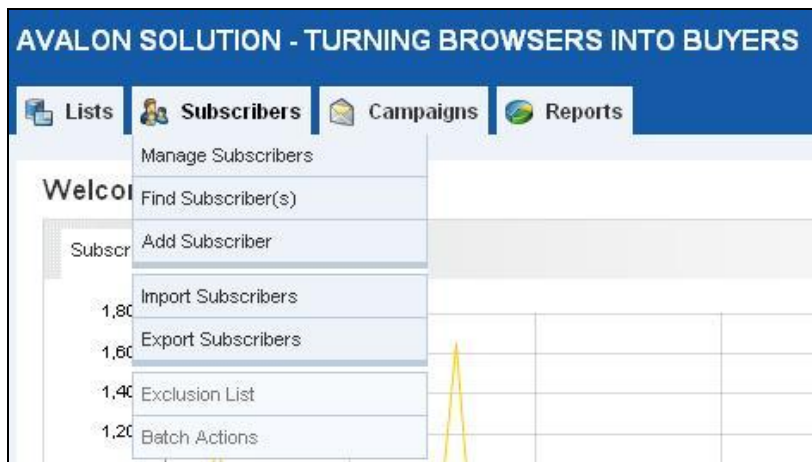 AVALON SOLUTION - TURNING BROWSERS INTO BUYERS
Lists Subscribers Campaigns Reports
Manage Subscribers
Find Subscriber(s)
Add Subscriber
Import Subscribers
Export Subscribers
Exclusion List
Batch Actions